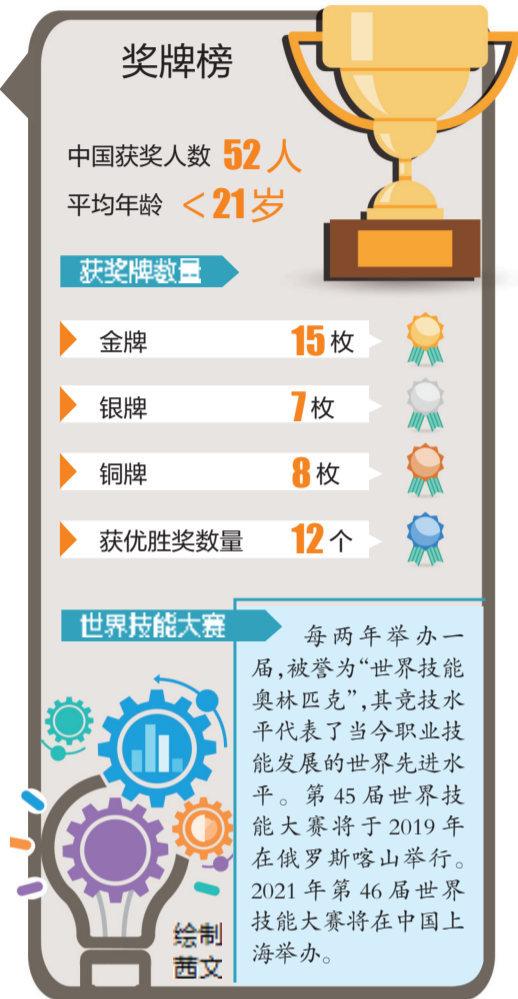 奖牌榜
中国获奖人数 52人
平均年龄 <21岁
获奖牌数量
金牌 15枚
银牌 7枚
铜牌 8枚
获优胜奖数量 12个
世界技能大赛
每两年举办一
届,被誉为“世界技能
奥林匹克”,其竞技水
平代表了当今职业技
能发展的世界先进水
平。第45届世界技
能大赛将于2019年
在俄罗斯喀山举行。
2021年第46届世界
技能大赛将在中国上
海举办。
绘制
茜文